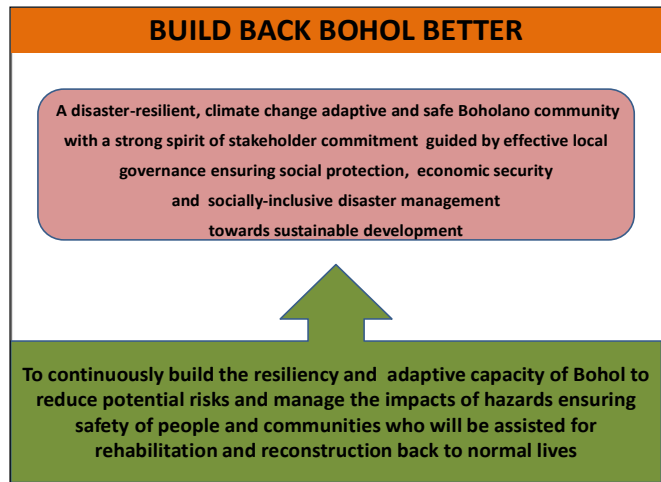 BUILD BACK BOHOL BETTER
A disaster-resilient, climate change adaptive and safe Boholano community
with a strong spirit of stakeholder commitment guided by effective local
governance ensuring social protection, economic security
and socially-inclusive disaster management
towards sustainable development
To continuously build the resiliency and adaptive capacity of Bohol to
reduce potential risks and manage the impacts of hazards ensuring
safety of people and communities who will be assisted for
rehabilitation and reconstruction back to normal lives